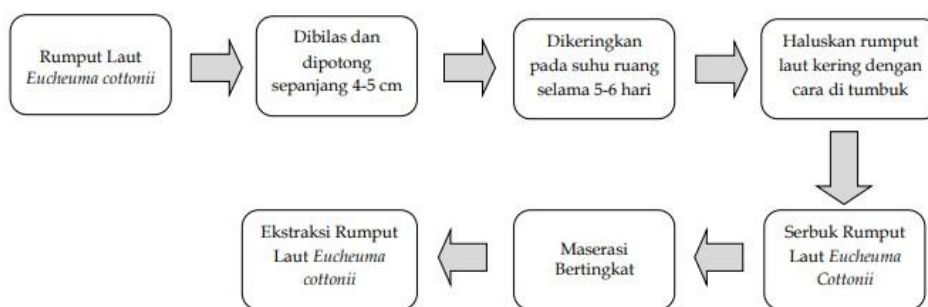 Rumput Laut
Eucheuma cottonii
Dibilas dan
dipotong
sepanjang 4-5 cm
Dikeringkan
pada suhu ruang
selama 5-6 hari
Haluskan rumput
laut kering dengan
cara di tumbuk
Serbuk Rumput
Laut Eucheuma
Cottonii
Maserasi
Bertingkat
Ekstraksi Rumput
Laut Eucheuma
cottonii